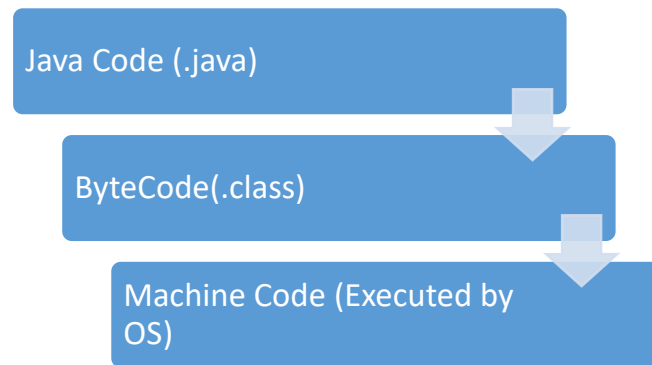 Java Code (.java)
ByteCode(.class)
Machine Code (Executed by
OS)